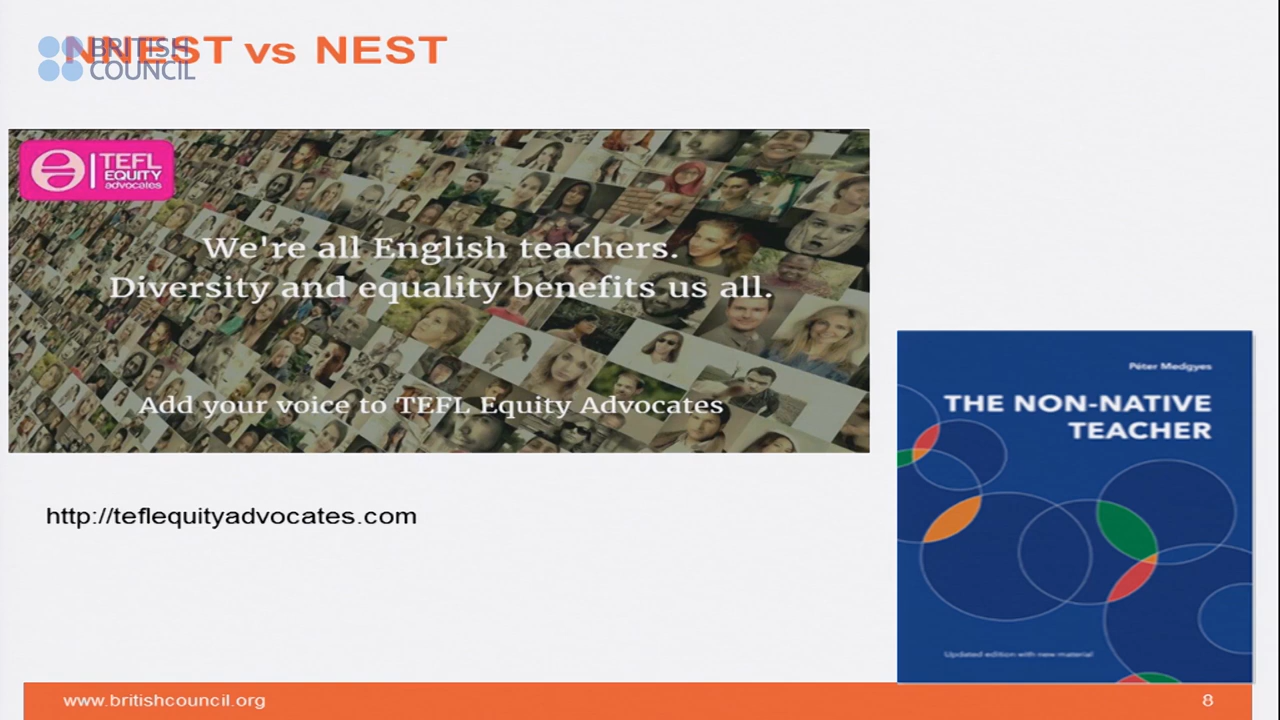 NNEST vs NEST
BRITISH
COUNCIL
TEFL
EQUITY
advocates
We're all English teachers.
Diversity and equality benefits us all.
Add your voice to TEFL Equity Advocates
http://teflequityadvocates.com
Péter Medgyes
THE NON-NATIVE
TEACHER
Updated edition with new material
www.britishcouncil.org
8